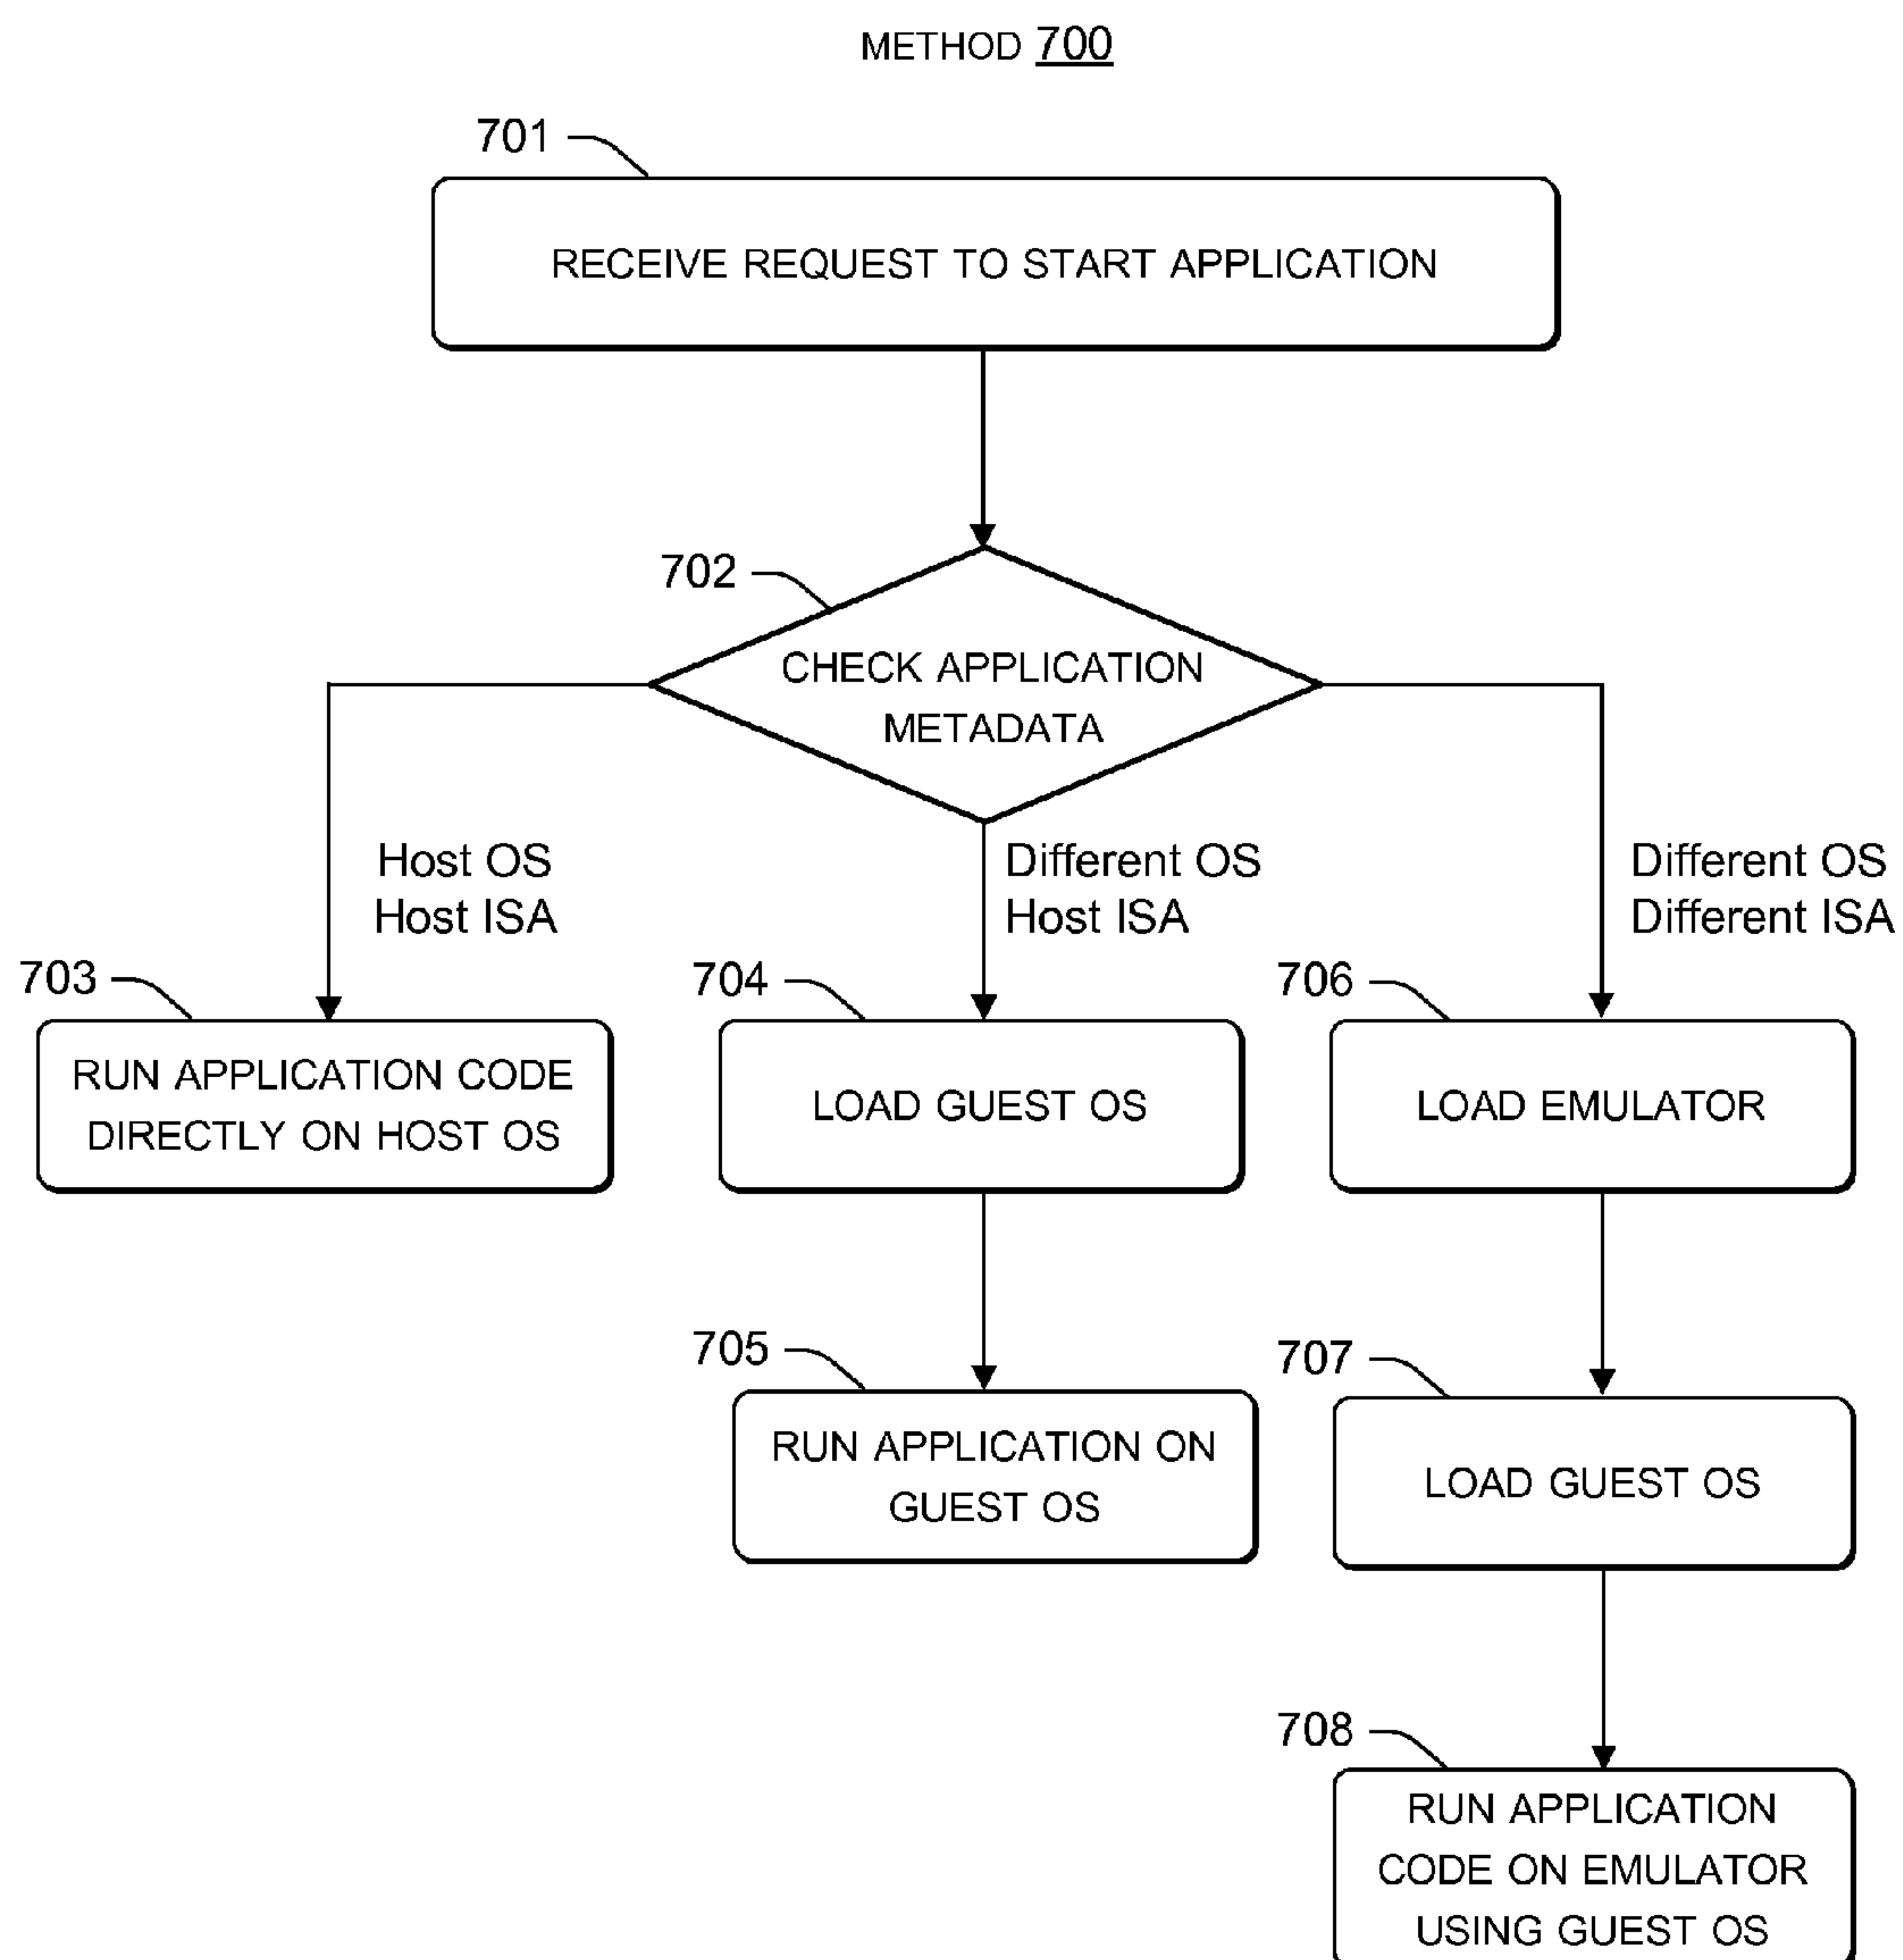 METHOD 700
701
RECEIVE REQUEST TO START APPLICATION
702
CHECK APPLICATION
METADATA
Host OS
Host ISA
Different OS
Host ISA
Different OS
Different ISA
703
RUN APPLICATION CODE
DIRECTLY ON HOST OS
704
LOAD GUEST OS
706
LOAD EMULATOR
705
RUN APPLICATION ON
GUEST OS
707
LOAD GUEST OS
708
RUN APPLICATION
CODE ON EMULATOR
USING GUEST OS